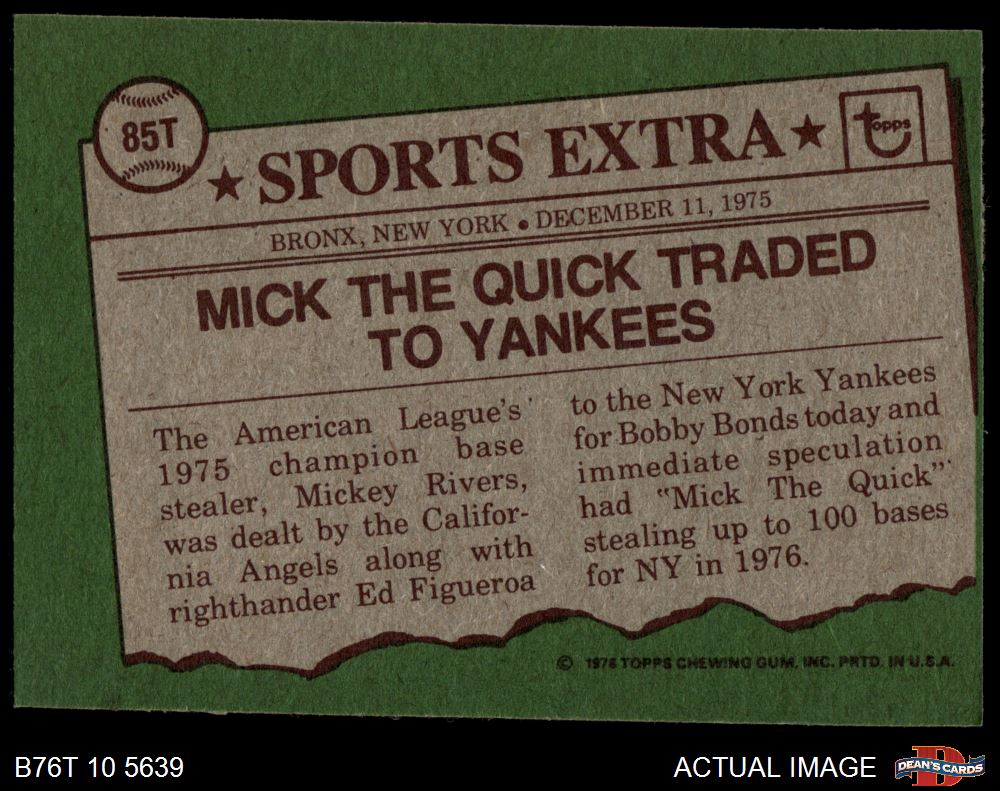 85T
★ SPORTS EXTRA ★
topps
BRONX, NEW YORK • DECEMBER 11, 1975
MICK THE QUICK TRADED
TO YANKEES
The American League's
1975 champion base
stealer, Mickey Rivers,
was dealt by the Califor-
nia Angels along with
righthander Ed Figueroa
to the New York Yankees
for Bobby Bonds today and
immediate speculation
had "Mick The Quick"
stealing up to 100 bases
for NY in 1976.
© 1976 TOPPS CHEWING GUM, INC. PRTD. IN U.S.A.
B76T 10 5639
ACTUAL IMAGE
DEAN'S CARDS